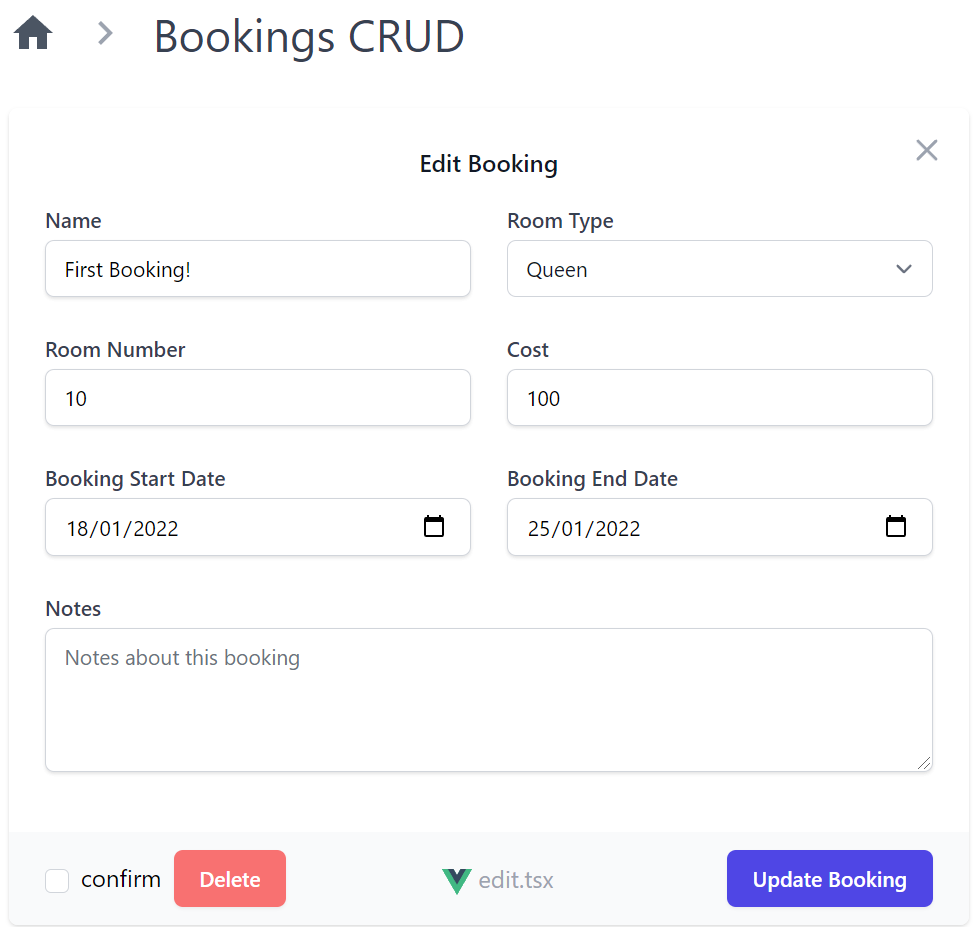 Bookings CRUD
Edit Booking
Name
Room Type
First Booking!
Queen
Room Number
Cost
10
100
Booking Start Date
Booking End Date
18/01/2022
25/01/2022
Notes
Notes about this booking
confirm
Delete
edit.tsx
Update Booking